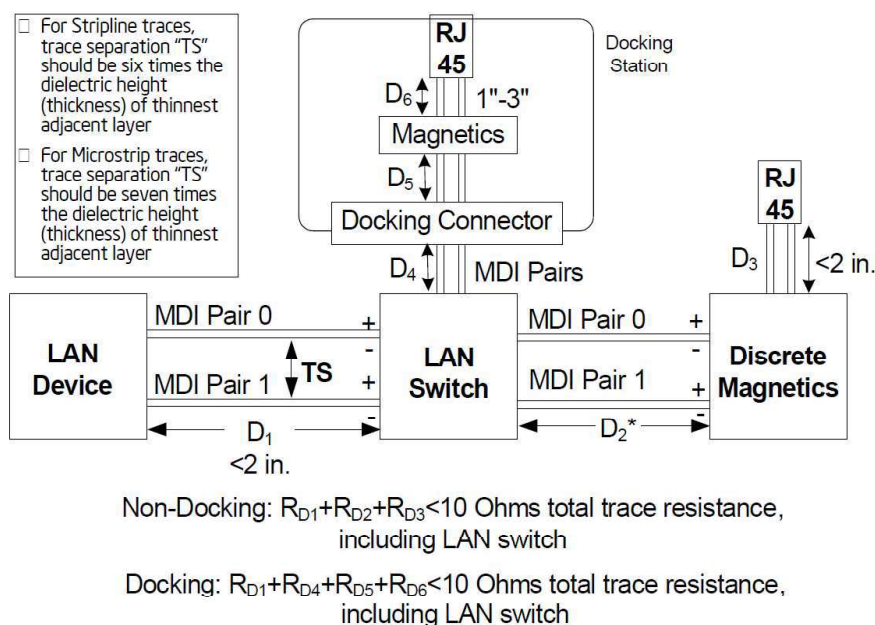 □ For Stripline traces,
trace separation “TS”
should be six times the
dielectric height
(thickness) of thinnest
adjacent layer
□ For Microstrip traces,
trace separation “TS”
should be seven times
the dielectric height
(thickness) of thinnest
adjacent layer
RJ
45
Docking
Station
D6
1"-3"
Magnetics
D5
Docking Connector
D4
MDI Pairs
RJ
45
D3
<2 in.
LAN
Device
MDI Pair 0
+
-
TS
MDI Pair 1
+
-
D1
<2 in.
LAN
Switch
MDI Pair 0
+
-
MDI Pair 1
+
-
D2*
Discrete
Magnetics
Non-Docking: RD1+RD2+RD3<10 Ohms total trace resistance,
including LAN switch
Docking: RD1+RD4+RD5+RD6<10 Ohms total trace resistance,
including LAN switch